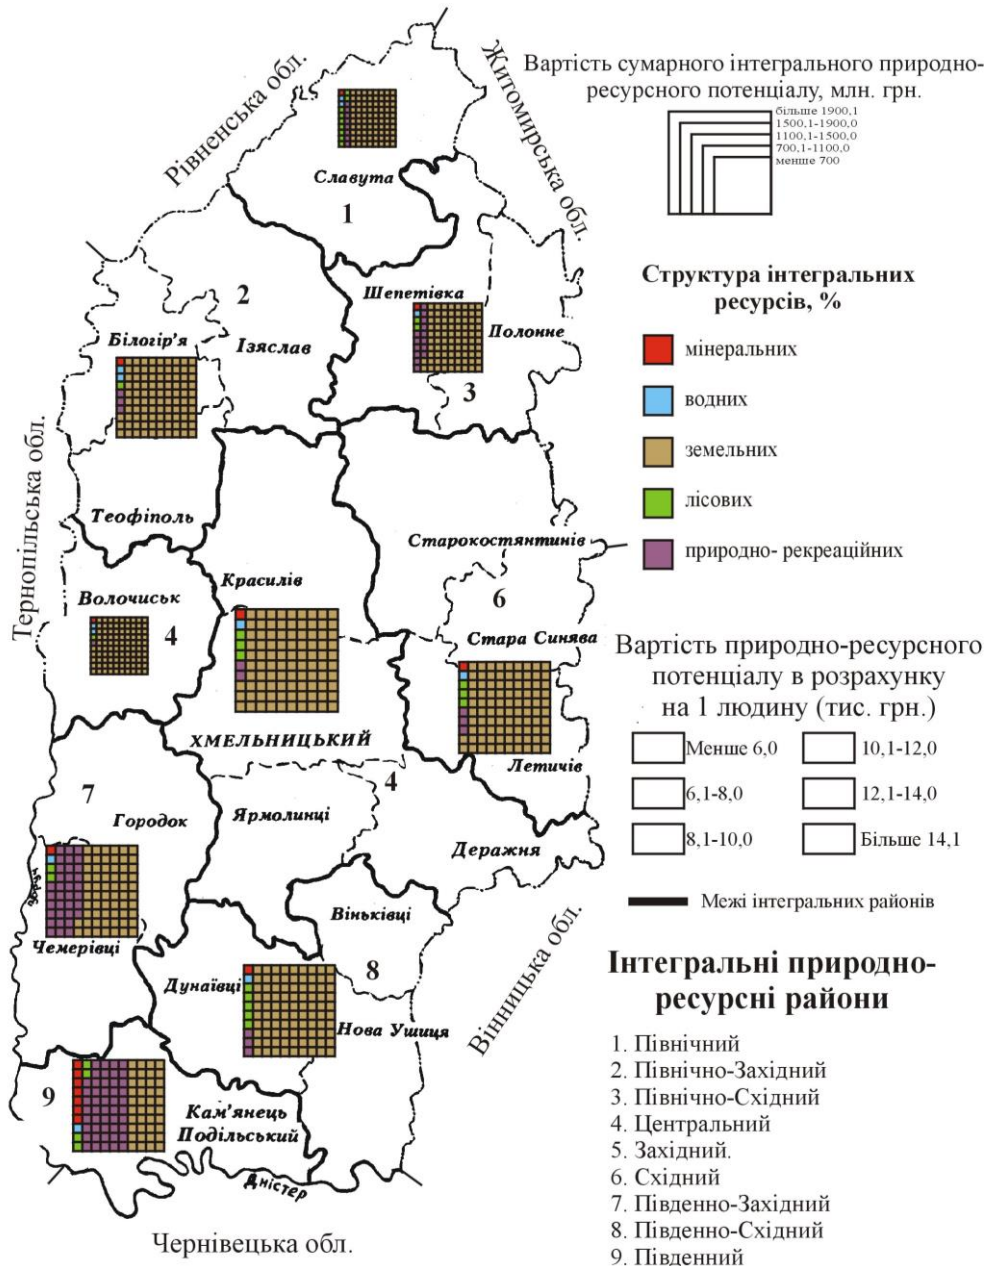 Рівненська обл.
Житомирська обл.
Вартість сумарного інтегрального природно-
ресурсного потенціалу, млн. грн.
більше 1900,1
1500,1-1900,0
1100,1-1500,0
700,1-1100,0
менше 700
Славута
1
2
Шепетівка
Полонне
3
Білогір'я
Ізяслав
Структура інтегральних
ресурсів, %
мінеральних
водних
земельних
лісових
природно- рекреаційних
Тернопільська обл.
Теофіполь
Старокостянтинів
Волочиськ
4
Красилів
6
Стара Синява
ХМЕЛЬНИЦЬКИЙ
Летичів
Вартість природно-ресурсного
потенціалу в розрахунку
на 1 людину (тис. грн.)
Менше 6,0
10,1-12,0
6,1-8,0
12,1-14,0
8,1-10,0
Більше 14,1
Межі інтегральних районів
7
Городок
Ярмолинці
4
Деражня
Збруч
Чемерівці
Віньківці
Дунаївці
8
Нова Ушиця
Вінницька обл.
9
Кам'янець
Подільський
Дністер
Чернівецька обл.
Інтегральні природно-
ресурсні райони
1. Північний
2. Північно-Західний
3. Північно-Східний
4. Центральний
5. Західний.
6. Східний
7. Південно-Західний
8. Південно-Східний
9. Південний